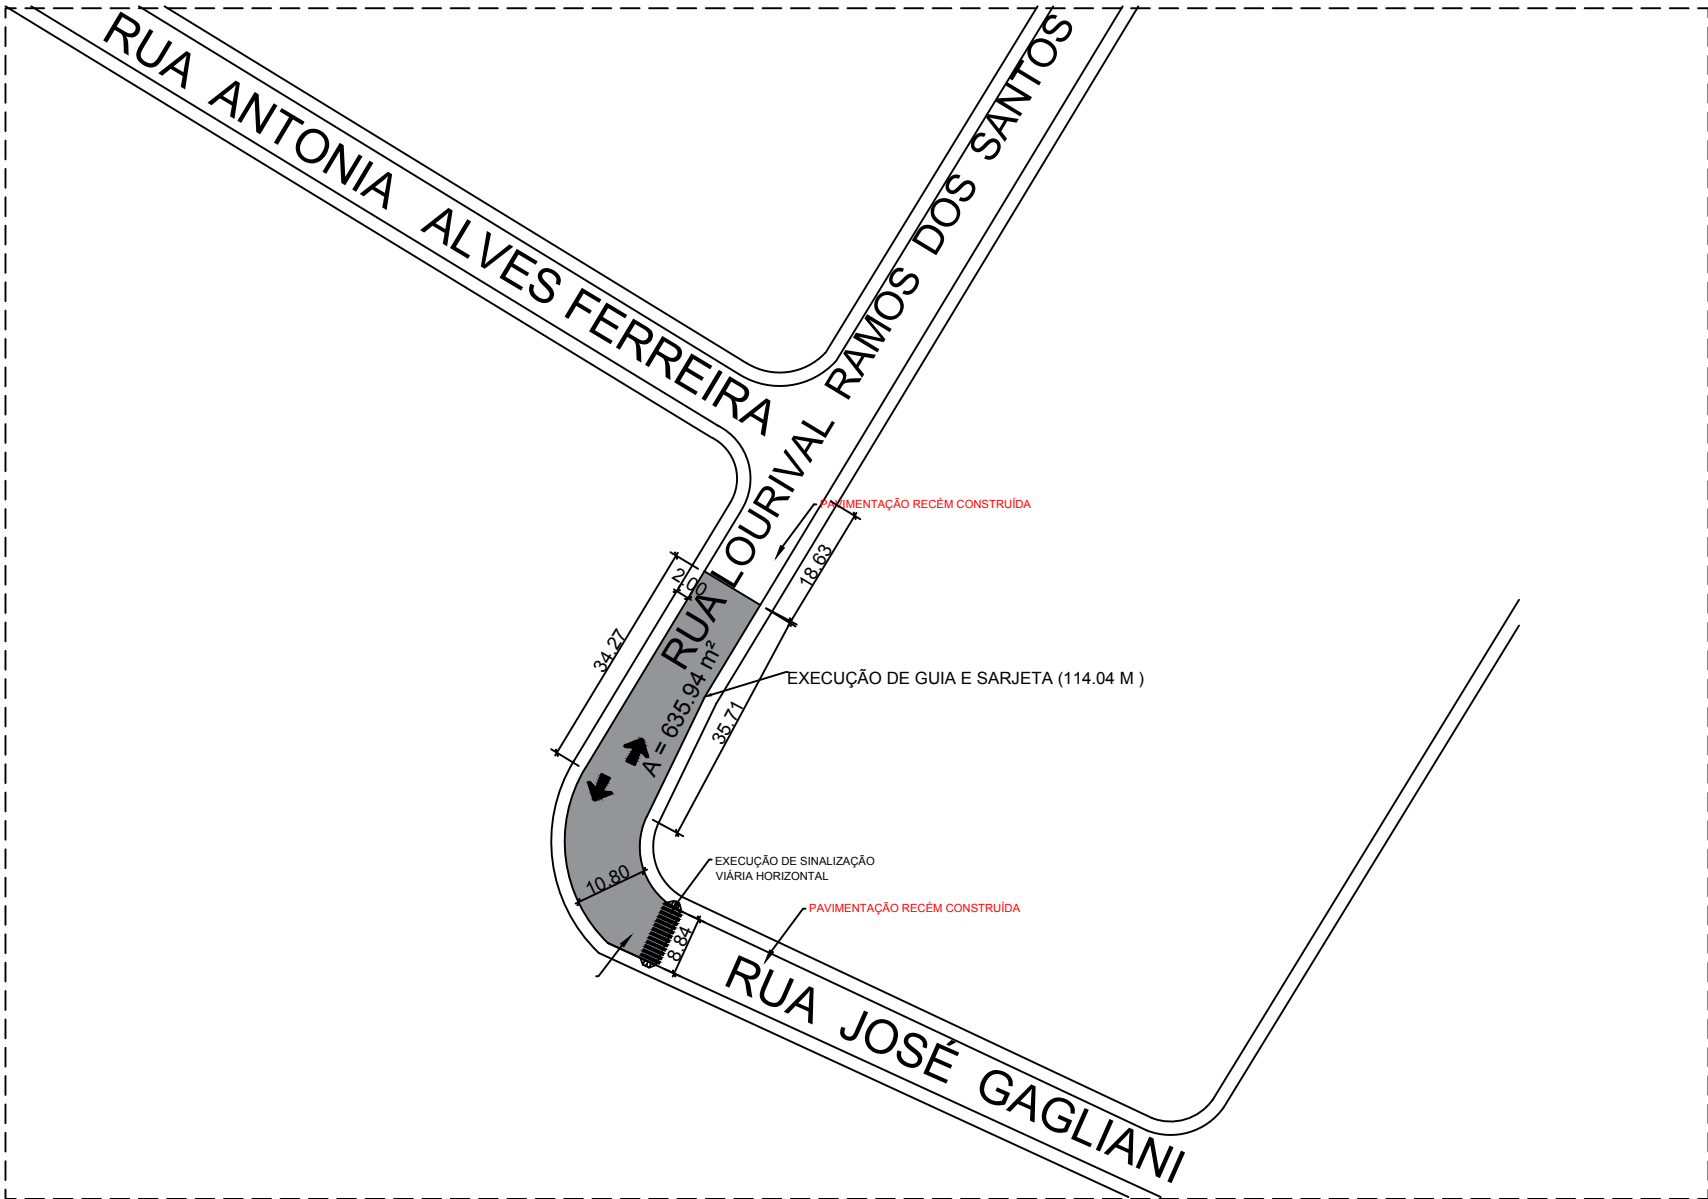 RUA ANTONIA ALVES FERREIRA
RUA LOURIVAL RAMOS DOS SANTOS
PAVIMENTAÇÃO RECÉM CONSTRUÍDA
18.63
2.00
34.27
A = 635.94 m²
EXECUÇÃO DE GUIA E SARJETA (114.04 M )
35.71
EXECUÇÃO DE SINALIZAÇÃO
VIÁRIA HORIZONTAL
10.80
PAVIMENTAÇÃO RECÉM CONSTRUÍDA
8.84
RUA JOSÉ GAGLIANI